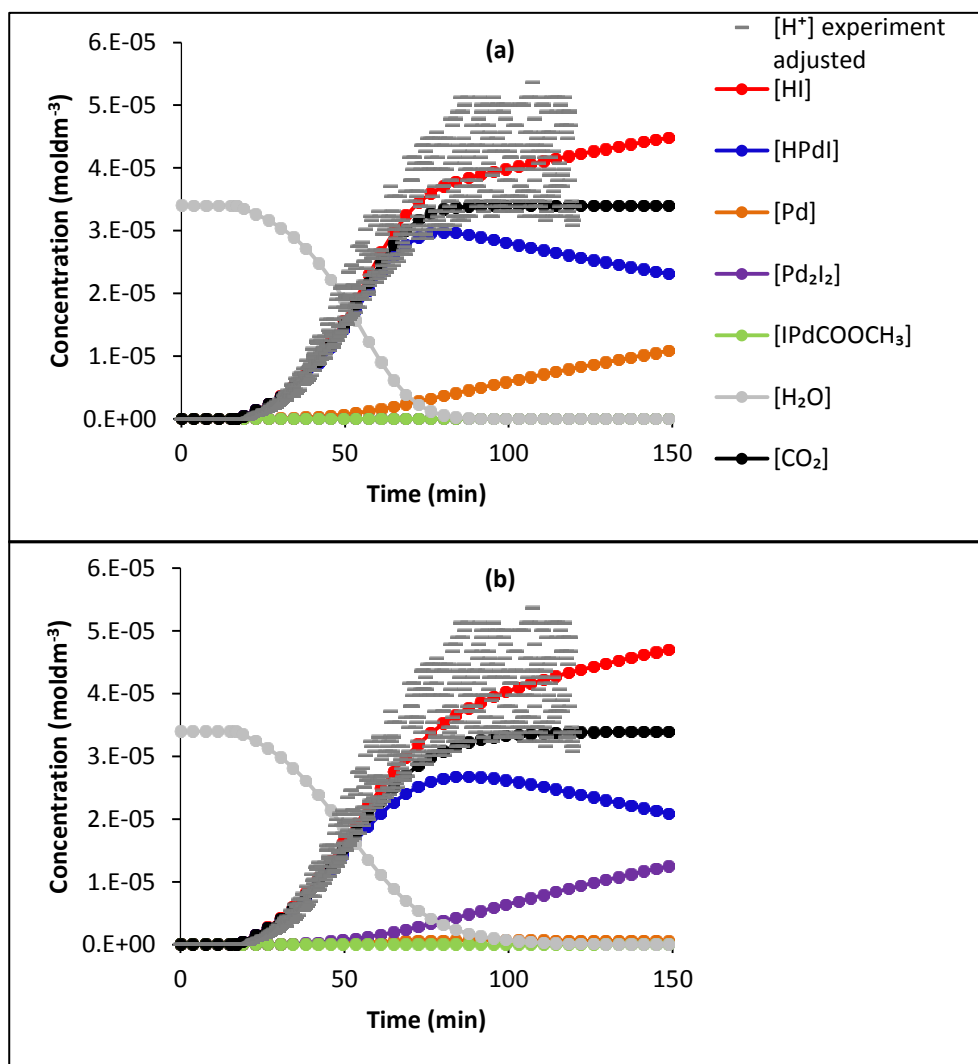 (a)
Concentration (moldm⁻³)
6.E-05
5.E-05
4.E-05
3.E-05
2.E-05
1.E-05
0.E+00
0
50
100
150
Time (min)
[H⁺] experiment
adjusted
[HI]
[HPdI]
[Pd]
[Pd₂I₂]
[IPdCOOCH₃]
[H₂O]
[CO₂]
(b)
Concentration (moldm⁻³)
6.E-05
5.E-05
4.E-05
3.E-05
2.E-05
1.E-05
0.E+00
0
50
100
150
Time (min)